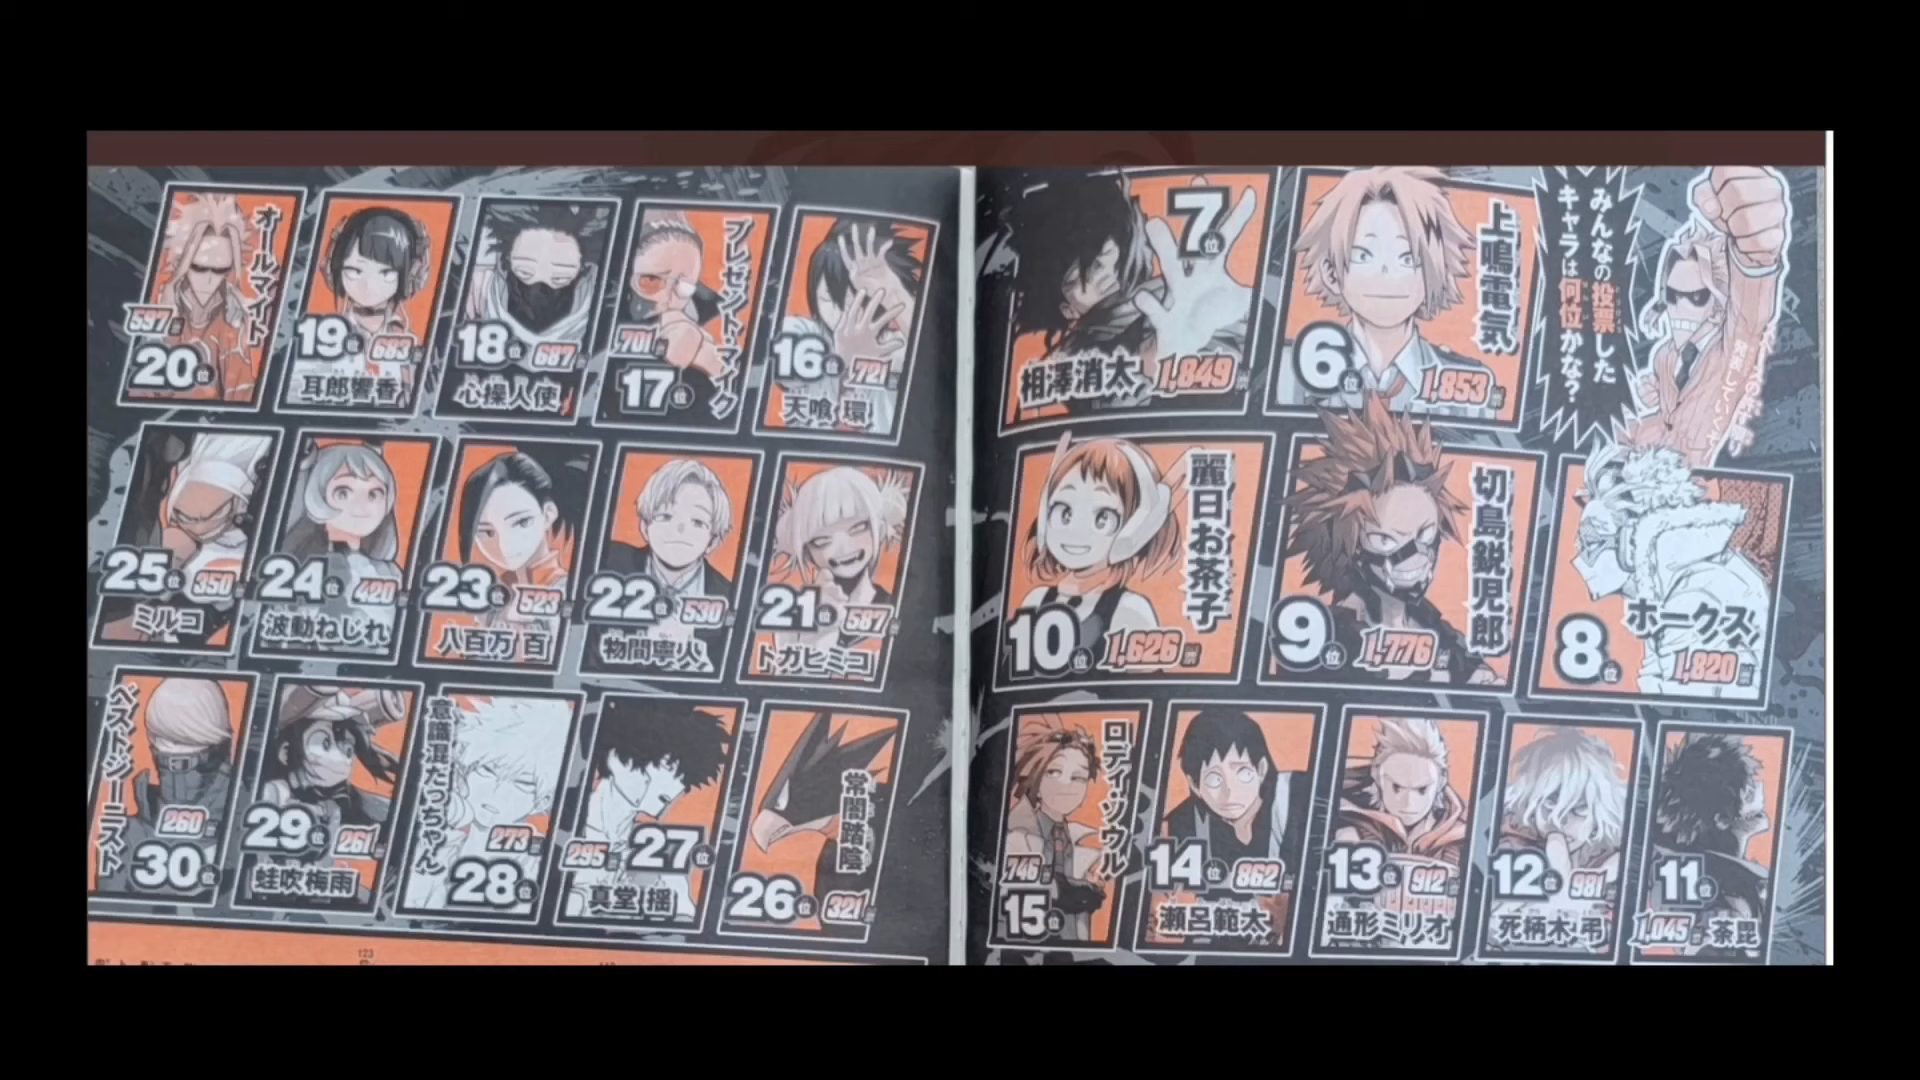 みんなの投票した
キャラは何位かな?
6位
上鳴電気
1,853票
7位
相澤消太
1,849票
8位
ホークス
1,820票
9位
切島鋭児郎
1,776票
10位
麗日お茶子
1,626票
11位
1,045票
荼毘
12位
981票
死柄木 弔
13位
912票
通形ミリオ
14位
862票
瀬呂範太
ロディ・ソウル
746票
15位
16位
721票
天喰 環
プレゼント・マイク
701票
17位
18位
687票
心操人使
19位
683票
耳郎響香
オールマイト
597票
20位
21位
587票
トガヒミコ
22位
530票
物間寧人
23位
523票
八百万 百
24位
420票
波動ねじれ
25位
350票
ミルコ
常闇踏陰
26位
321票
295票
27位
真堂 揺
意識混だっちゃん
273票
28位
29位
261票
蛙吹梅雨
ベストジーニスト
260票
30位
123